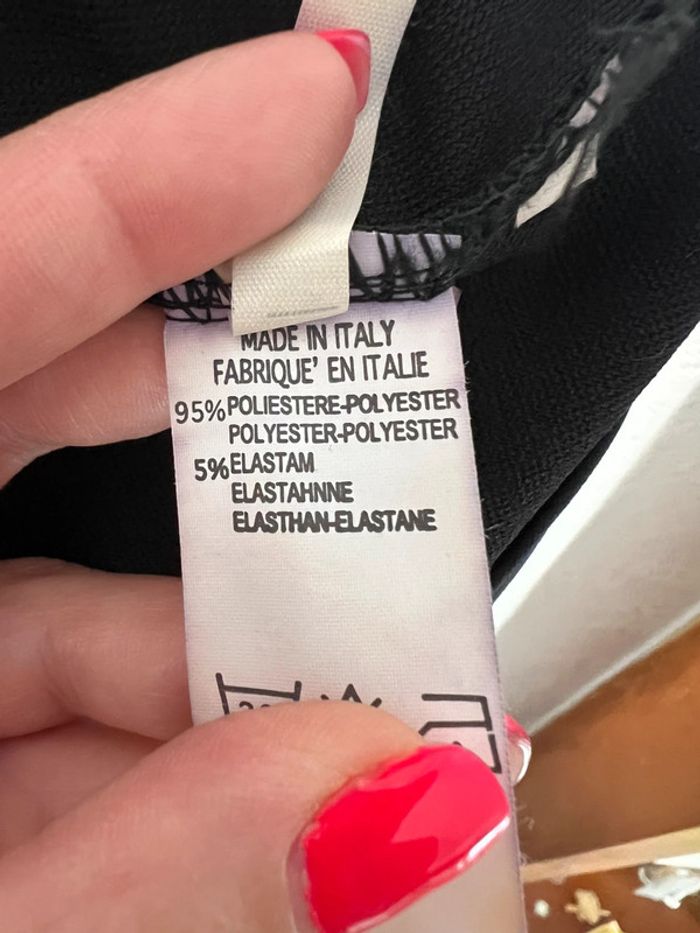 MADE IN ITALY
FABRIQUE' EN ITALIE
95% POLIESTERE-POLYESTER
POLYESTER-POLYESTER
5% ELASTAM
ELASTAHNNE
ELASTHAN-ELASTANE